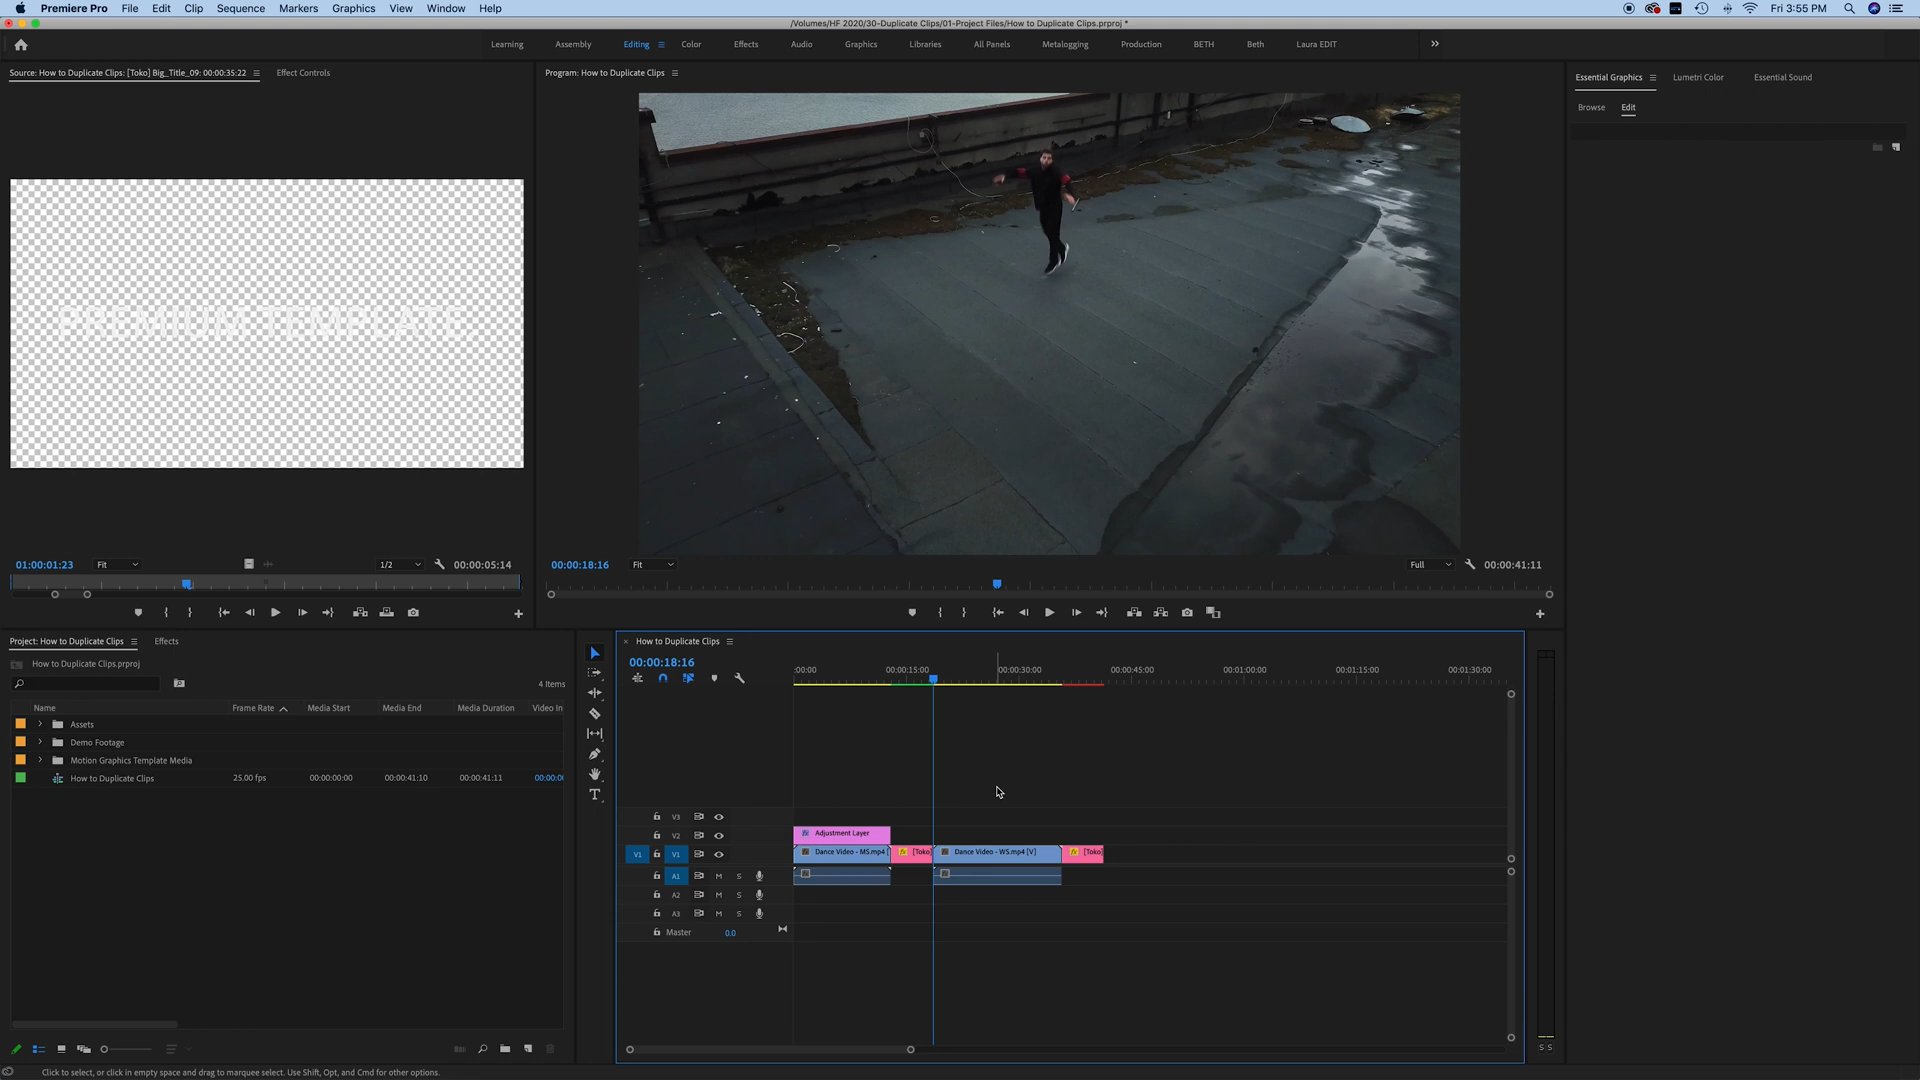 Premiere Pro File Edit Clip Sequence Markers Graphics View Window Help
Fri 3:55 PM
/Volumes/HF 2020/30-Duplicate Clips/01-Project Files/How to Duplicate Clips.prproj *
Learning Assembly Editing Color Effects Audio Graphics Libraries All Panels Metalogging Production BETH Beth Laura EDIT
Source: How to Duplicate Clips: [Toko] Big_Title_09: 00:00:35:22 Effect Controls
Program: How to Duplicate Clips
Essential Graphics Lumetri Color Essential Sound
Browse Edit
PREMIUM TEMPLATE
01:00:01:23 Fit 1/2 00:00:05:14
00:00:18:16 Fit Full 00:00:41:11
Project: How to Duplicate Clips Effects
How to Duplicate Clips.prproj
4 Items
Name Frame Rate Media Start Media End Media Duration Video In
Assets
Demo Footage
Motion Graphics Template Media
How to Duplicate Clips 25.00 fps 00:00:00:00 00:00:41:10 00:00:41:11 00:00:0
How to Duplicate Clips
00:00:18:16
:00:00 00:00:15:00 00:00:30:00 00:00:45:00 00:01:00:00 00:01:15:00 00:01:30:00
V3
V2 Adjustment Layer
V1 V1 Dance Video - MS.mp4 [ [Toko] Dance Video - WS.mp4 [V] [Toko]
A1 M S
A2 M S
A3 M S
Master 0.0
S S
Click to select, or click in empty space and drag to marquee select. Use Shift, Opt, and Cmd for other options.